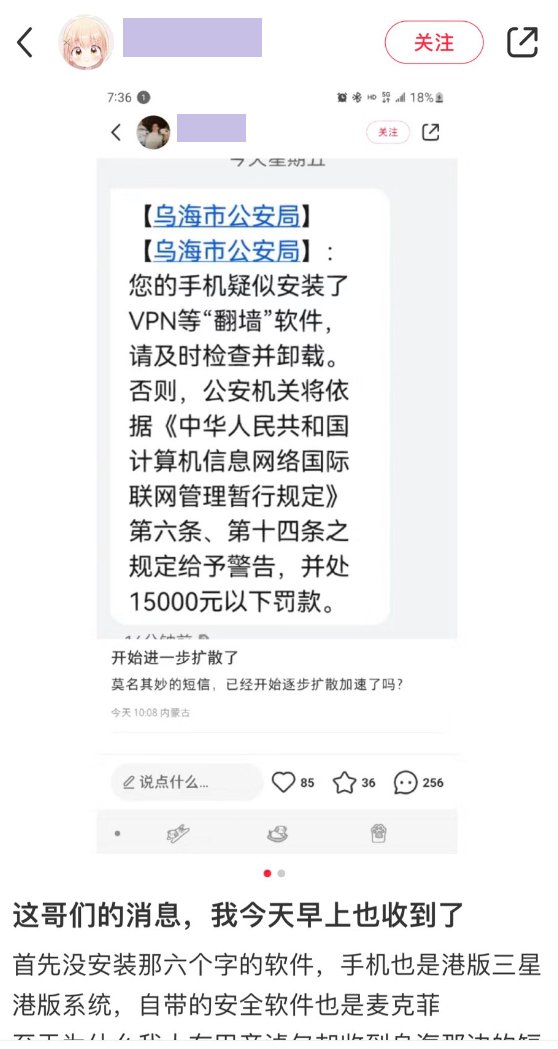 关注
7:36 1
HD 5G 18%
关注
今天星期五
【乌海市公安局】
【乌海市公安局】:
您的手机疑似安装了
VPN等“翻墙”软件，
请及时检查并卸载。
否则，公安机关将依
据《中华人民共和国
计算机信息网络国际
联网管理暂行规定》
第六条、第十四条之
规定给予警告，并处
15000元以下罚款。
开始进一步扩散了
莫名其妙的短信，已经开始逐步扩散加速了吗?
今天 10:08 内蒙古
说点什么... 85 36 256
这哥们的消息，我今天早上也收到了
首先没安装那六个字的软件，手机也是港版三星
港版系统，自带的安全软件也是麦克菲